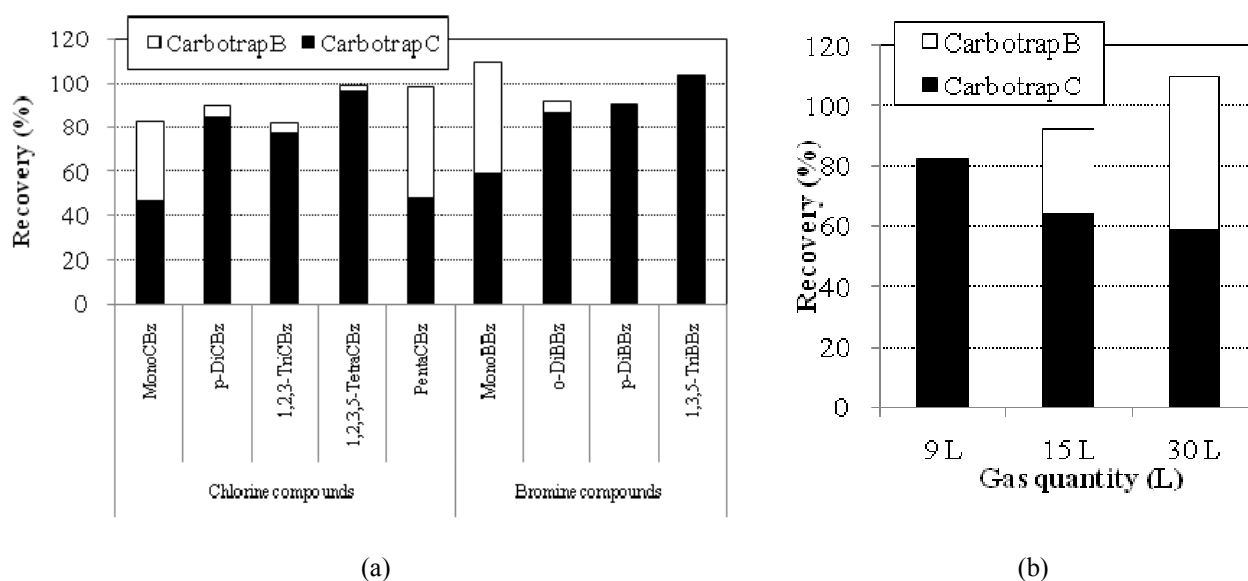 CarbotrapB CarbotrapC
120
100
80
60
40
20
0
Recovery (%)
MonoCBz
p-DiCBz
1,2,3-TriCBz
1,2,3,5-TetraCBz
PentaCBz
MonoBBz
o-DiBBz
p-DiBBz
1,3,5-TriBBz
Chlorine compounds Bromine compounds
(a)
CarbotrapB
CarbotrapC
120
100
80
60
40
20
0
Recovery (%)
9 L 15 L 30 L
Gas quantity (L)
(b)